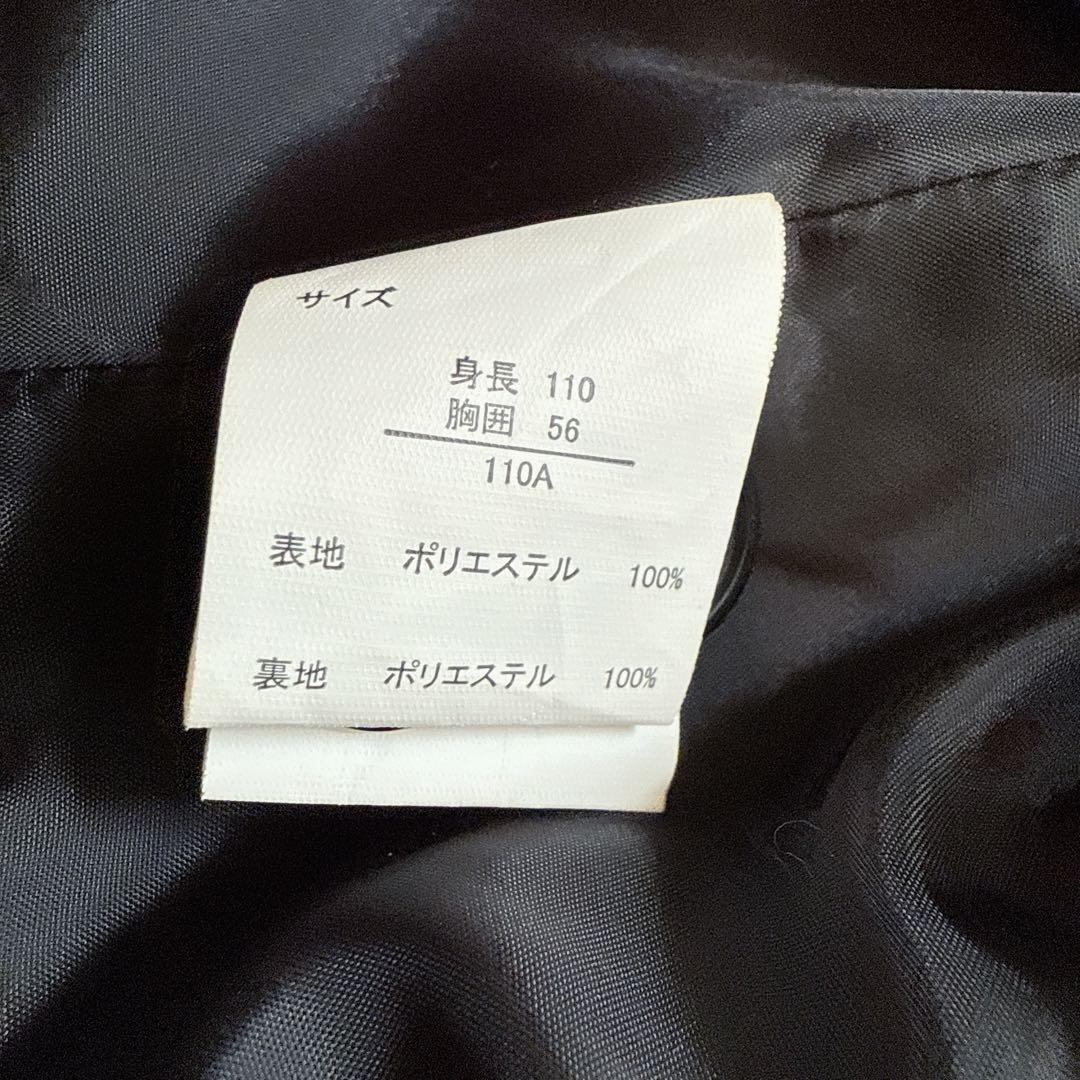 サイズ
身長 110
胸囲 56
110A
表地 ポリエステル 100%
裏地 ポリエステル 100%